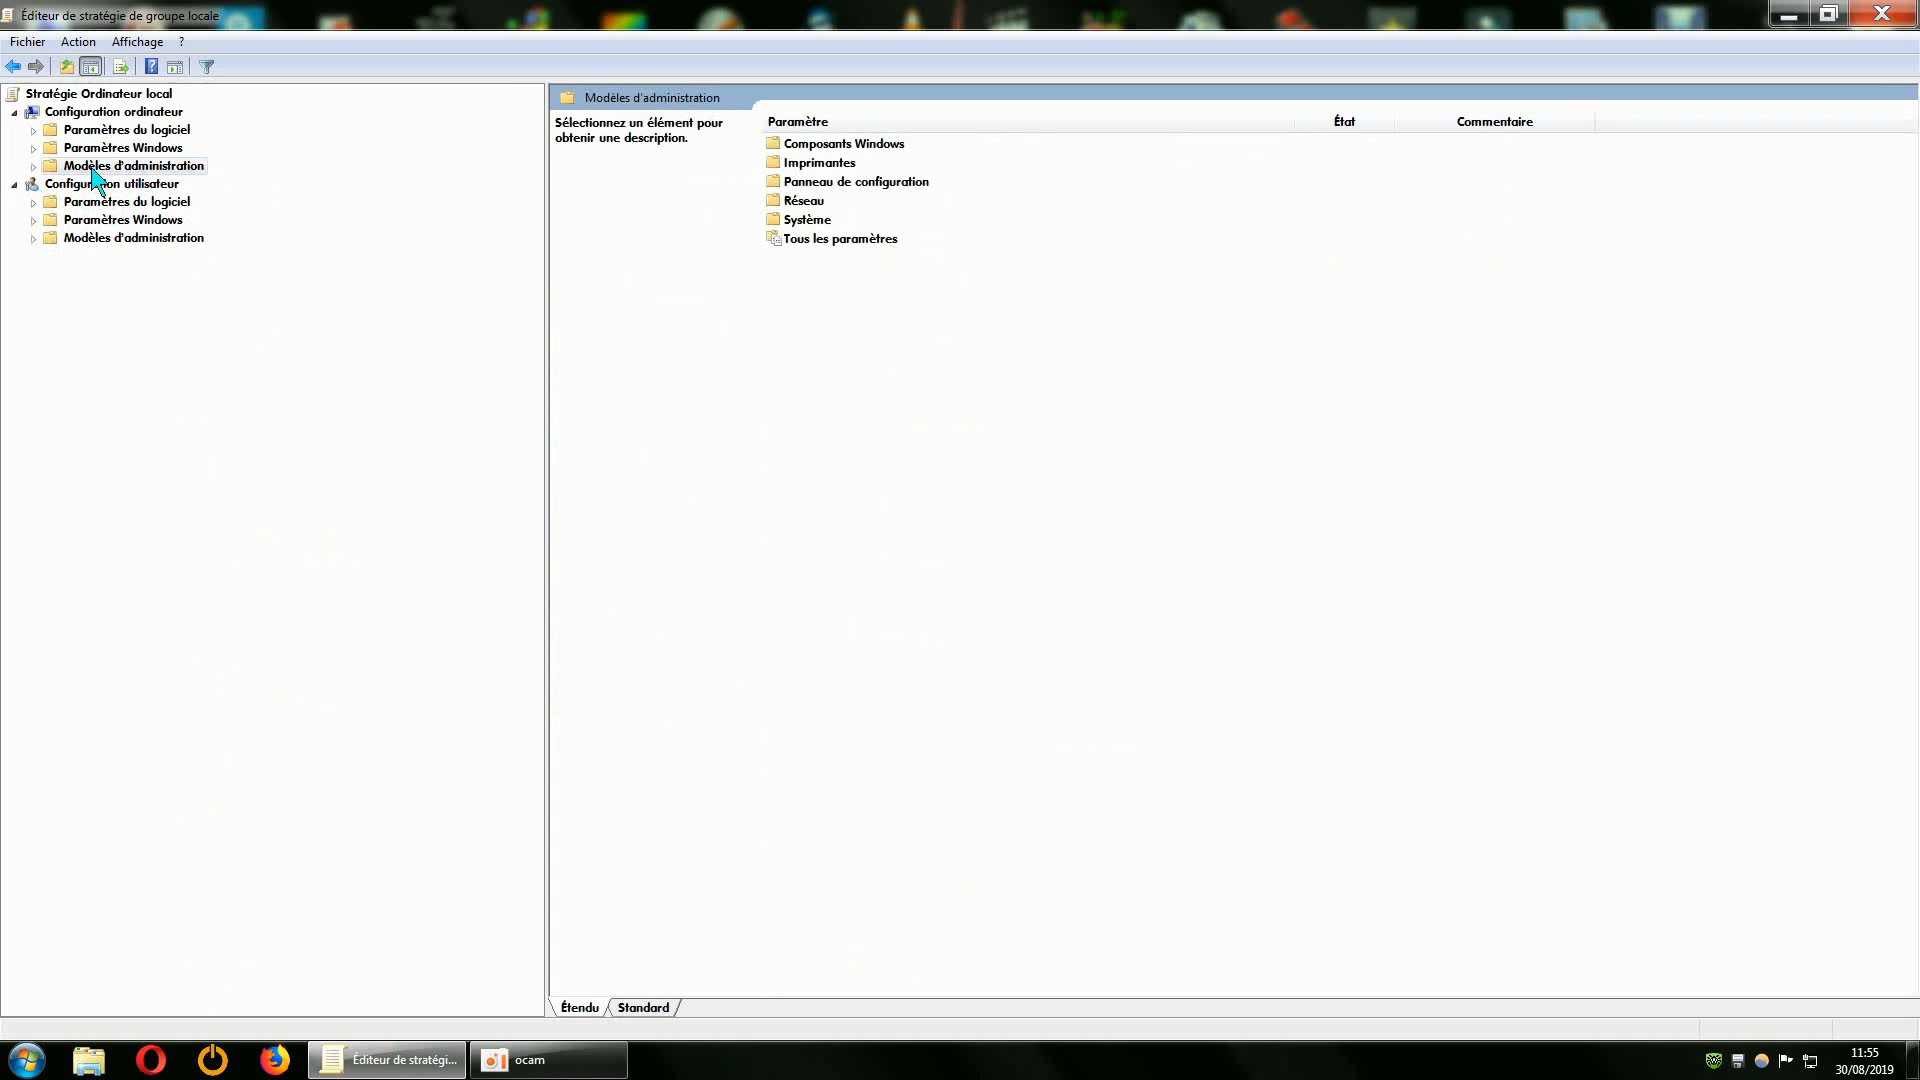 Éditeur de stratégie de groupe locale
Fichier Action Affichage ?
Stratégie Ordinateur local
Configuration ordinateur
Paramètres du logiciel
Paramètres Windows
Modèles d'administration
Configuration utilisateur
Paramètres du logiciel
Paramètres Windows
Modèles d'administration
Modèles d'administration
Sélectionnez un élément pour
obtenir une description.
Paramètre État Commentaire
Composants Windows
Imprimantes
Panneau de configuration
Réseau
Système
Tous les paramètres
Étendu Standard
Éditeur de stratégi... ocam
11:55
30/08/2019